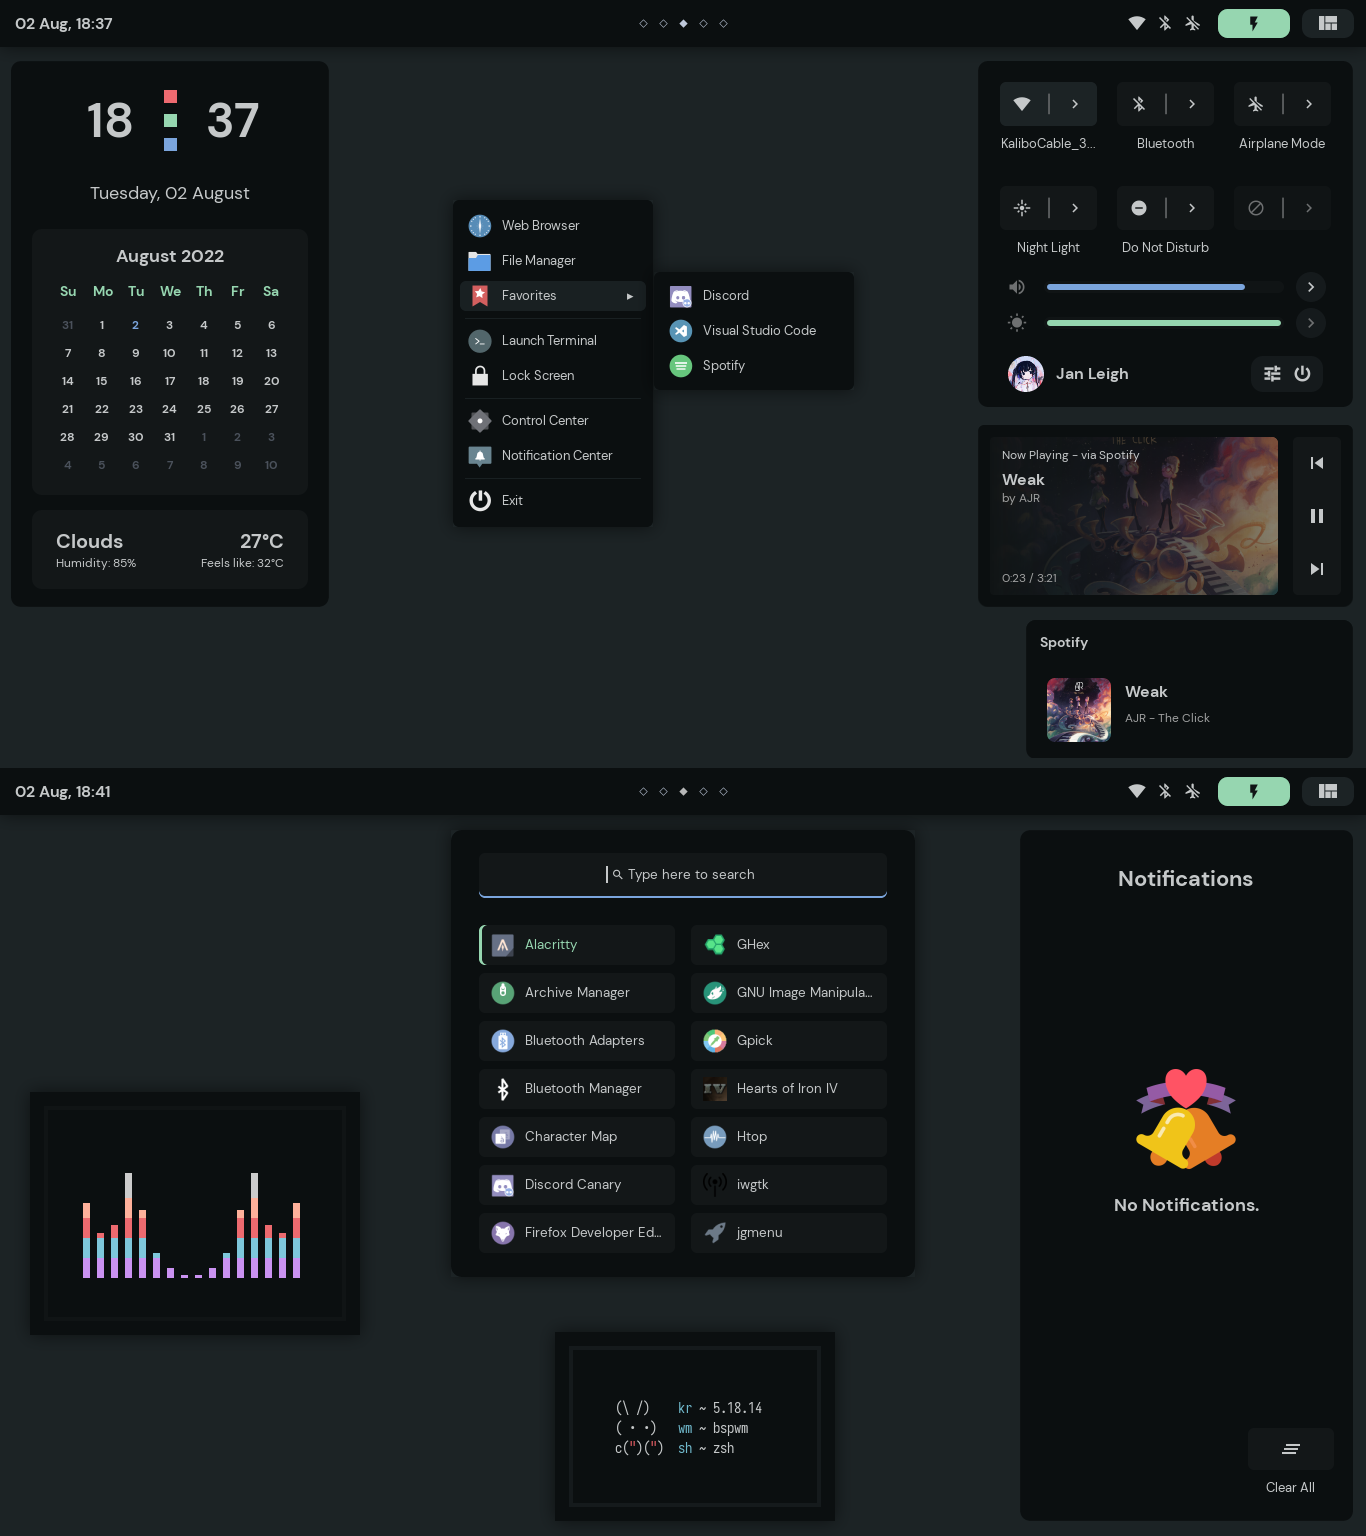 02 Aug, 18:37
18 37
Tuesday, 02 August
August 2022
Su Mo Tu We Th Fr Sa
31 1 2 3 4 5 6
7 8 9 10 11 12 13
14 15 16 17 18 19 20
21 22 23 24 25 26 27
28 29 30 31 1 2 3
4 5 6 7 8 9 10
Clouds 27°C
Humidity: 85% Feels like: 32°C
Web Browser
File Manager
Favorites
Launch Terminal
Lock Screen
Control Center
Notification Center
Exit
Discord
Visual Studio Code
Spotify
KaliboCable_3... Bluetooth Airplane Mode
Night Light Do Not Disturb
Jan Leigh
THE CLICK
Now Playing - via Spotify
Weak
by AJR
0:23 / 3:21
Spotify
Weak
AJR - The Click
02 Aug, 18:41
Type here to search
Alacritty GHex
Archive Manager GNU Image Manipula...
Bluetooth Adapters Gpick
Bluetooth Manager Hearts of Iron IV
Character Map Htop
Discord Canary iwgtk
Firefox Developer Ed... jgmenu
(\ /) kr ~ 5.18.14
( · ·) wm ~ bspwm
c(")(") sh ~ zsh
Notifications
No Notifications.
Clear All